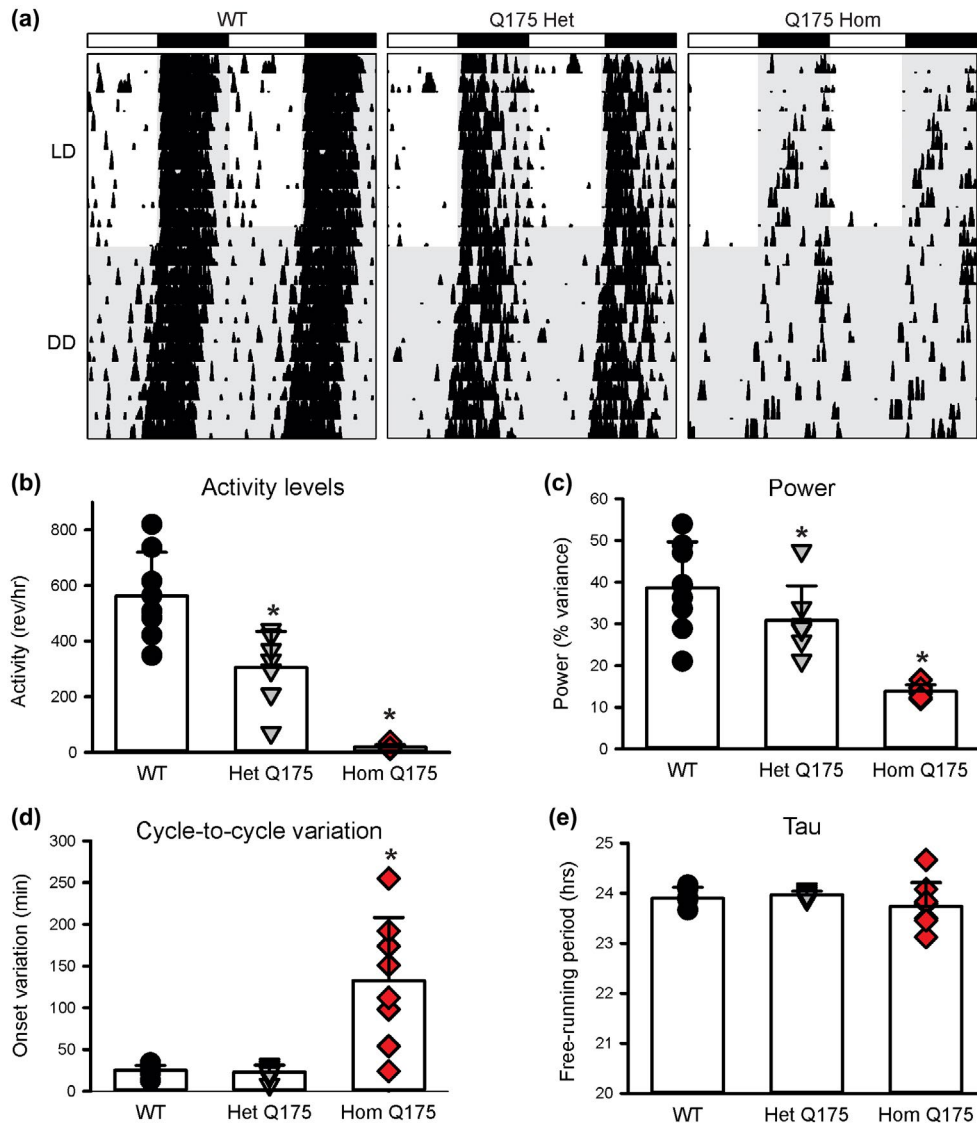 (a)
WT
Q175 Het
Q175 Hom
LD
DD
(b)
Activity levels
Activity (rev/hr)
800
600
400
200
0
*
*
WT
Het Q175
Hom Q175
(c)
Power
Power (% variance)
60
50
40
30
20
10
0
*
*
WT
Het Q175
Hom Q175
(d)
Cycle-to-cycle variation
Onset variation (min)
300
250
200
150
100
50
0
*
WT
Het Q175
Hom Q175
(e)
Tau
Free-running period (hrs)
25
24
23
22
21
20
WT
Het Q175
Hom Q175